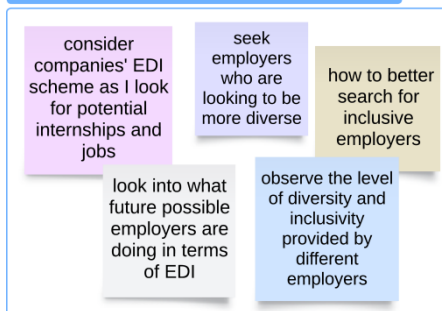 consider
companies' EDI
scheme as I look
for potential
internships and
jobs
seek
employers
who are
looking to be
more diverse
how to better
search for
inclusive
employers
look into what
future possible
employers are
doing in terms
of EDI
observe the level
of diversity and
inclusivity
provided by
different
employers